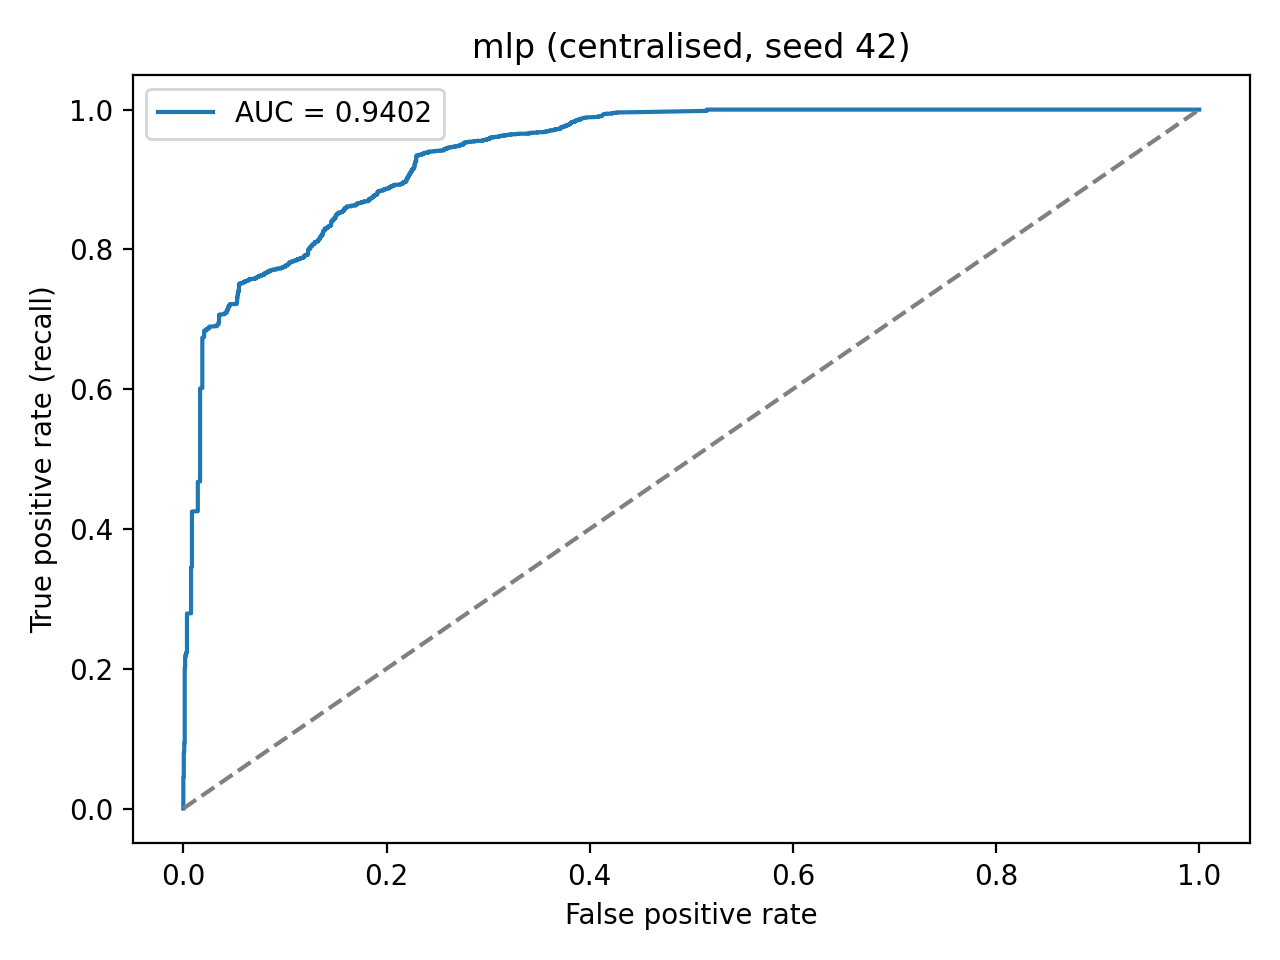 mlp (centralised, seed 42)
AUC = 0.9402
1.0
0.8
0.6
0.4
0.2
0.0
True positive rate (recall)
0.0 0.2 0.4 0.6 0.8 1.0
False positive rate